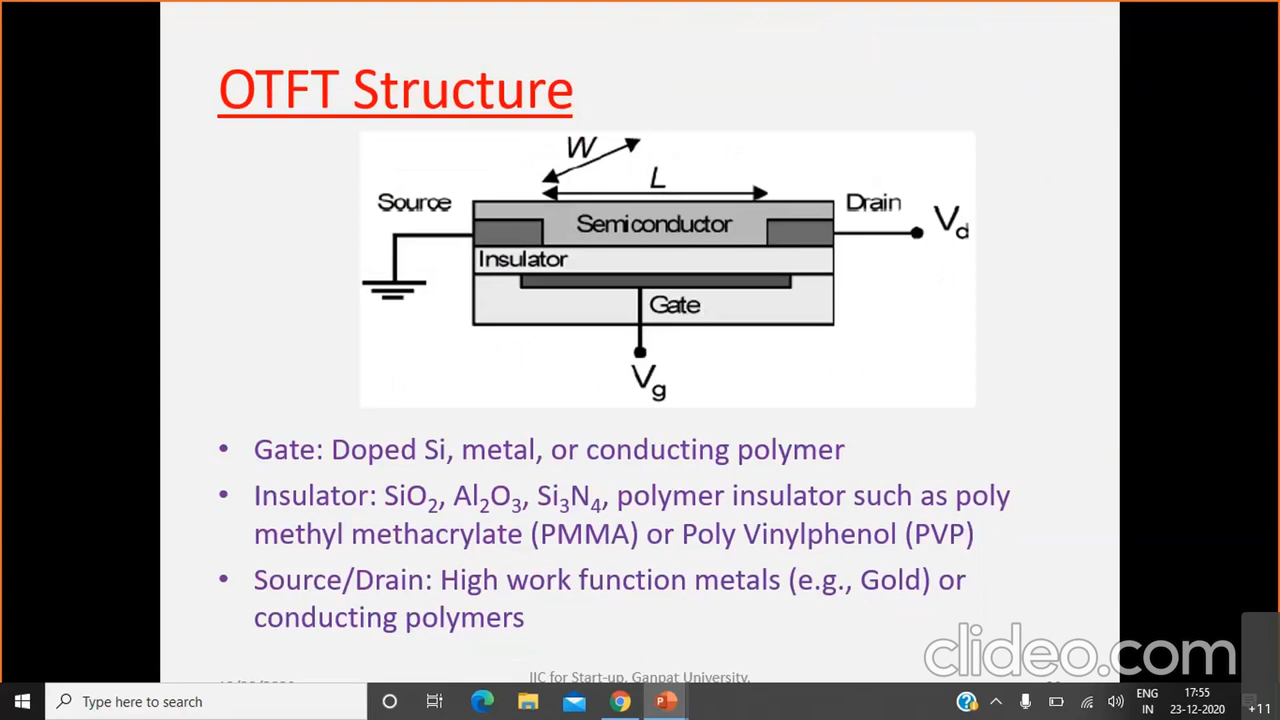 OTFT Structure
W
L
Source
Drain
V_d
Semiconductor
Insulator
Gate
V_g
• Gate: Doped Si, metal, or conducting polymer
• Insulator: SiO₂, Al₂O₃, Si₃N₄, polymer insulator such as poly
methyl methacrylate (PMMA) or Poly Vinylphenol (PVP)
• Source/Drain: High work function metals (e.g., Gold) or
conducting polymers
clideo.com
IIC for Start-up, Ganpat University.
Type here to search
ENG
IN
17:55
23-12-2020
+11